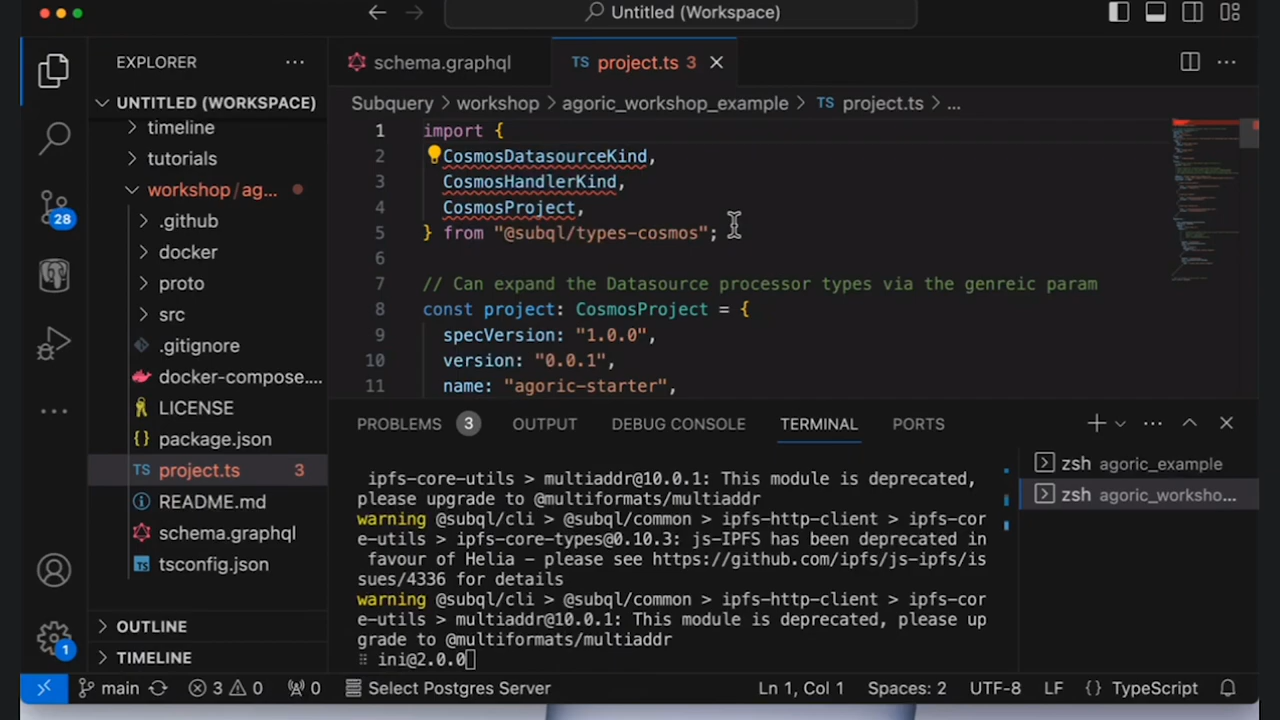 Untitled (Workspace)
EXPLORER
UNTITLED (WORKSPACE)
timeline
tutorials
workshop / ag...
.github
docker
proto
src
.gitignore
docker-compose....
LICENSE
package.json
TS project.ts 3
README.md
schema.graphql
tsconfig.json
OUTLINE
TIMELINE
28
1
schema.graphql
TS project.ts 3
Subquery > workshop > agoric_workshop_example > TS project.ts > ...
1 import {
2 CosmosDatasourceKind,
3 CosmosHandlerKind,
4 CosmosProject,
5 } from "@subql/types-cosmos";
6
7 // Can expand the Datasource processor types via the genreic param
8 const project: CosmosProject = {
9 specVersion: "1.0.0",
10 version: "0.0.1",
11 name: "agoric-starter",
PROBLEMS 3 OUTPUT DEBUG CONSOLE TERMINAL PORTS
ipfs-core-utils > multiaddr@10.0.1: This module is deprecated,
please upgrade to @multiformats/multiaddr
warning @subql/cli > @subql/common > ipfs-http-client > ipfs-cor
e-utils > ipfs-core-types@0.10.3: js-IPFS has been deprecated in
favour of Helia - please see https://github.com/ipfs/js-ipfs/is
sues/4336 for details
warning @subql/cli > @subql/common > ipfs-http-client > ipfs-cor
e-utils > multiaddr@10.0.1: This module is deprecated, please up
grade to @multiformats/multiaddr
ini@2.0.0
zsh agoric_example
zsh agoric_worksho...
main 3 0 0 Select Postgres Server Ln 1, Col 1 Spaces: 2 UTF-8 LF {} TypeScript